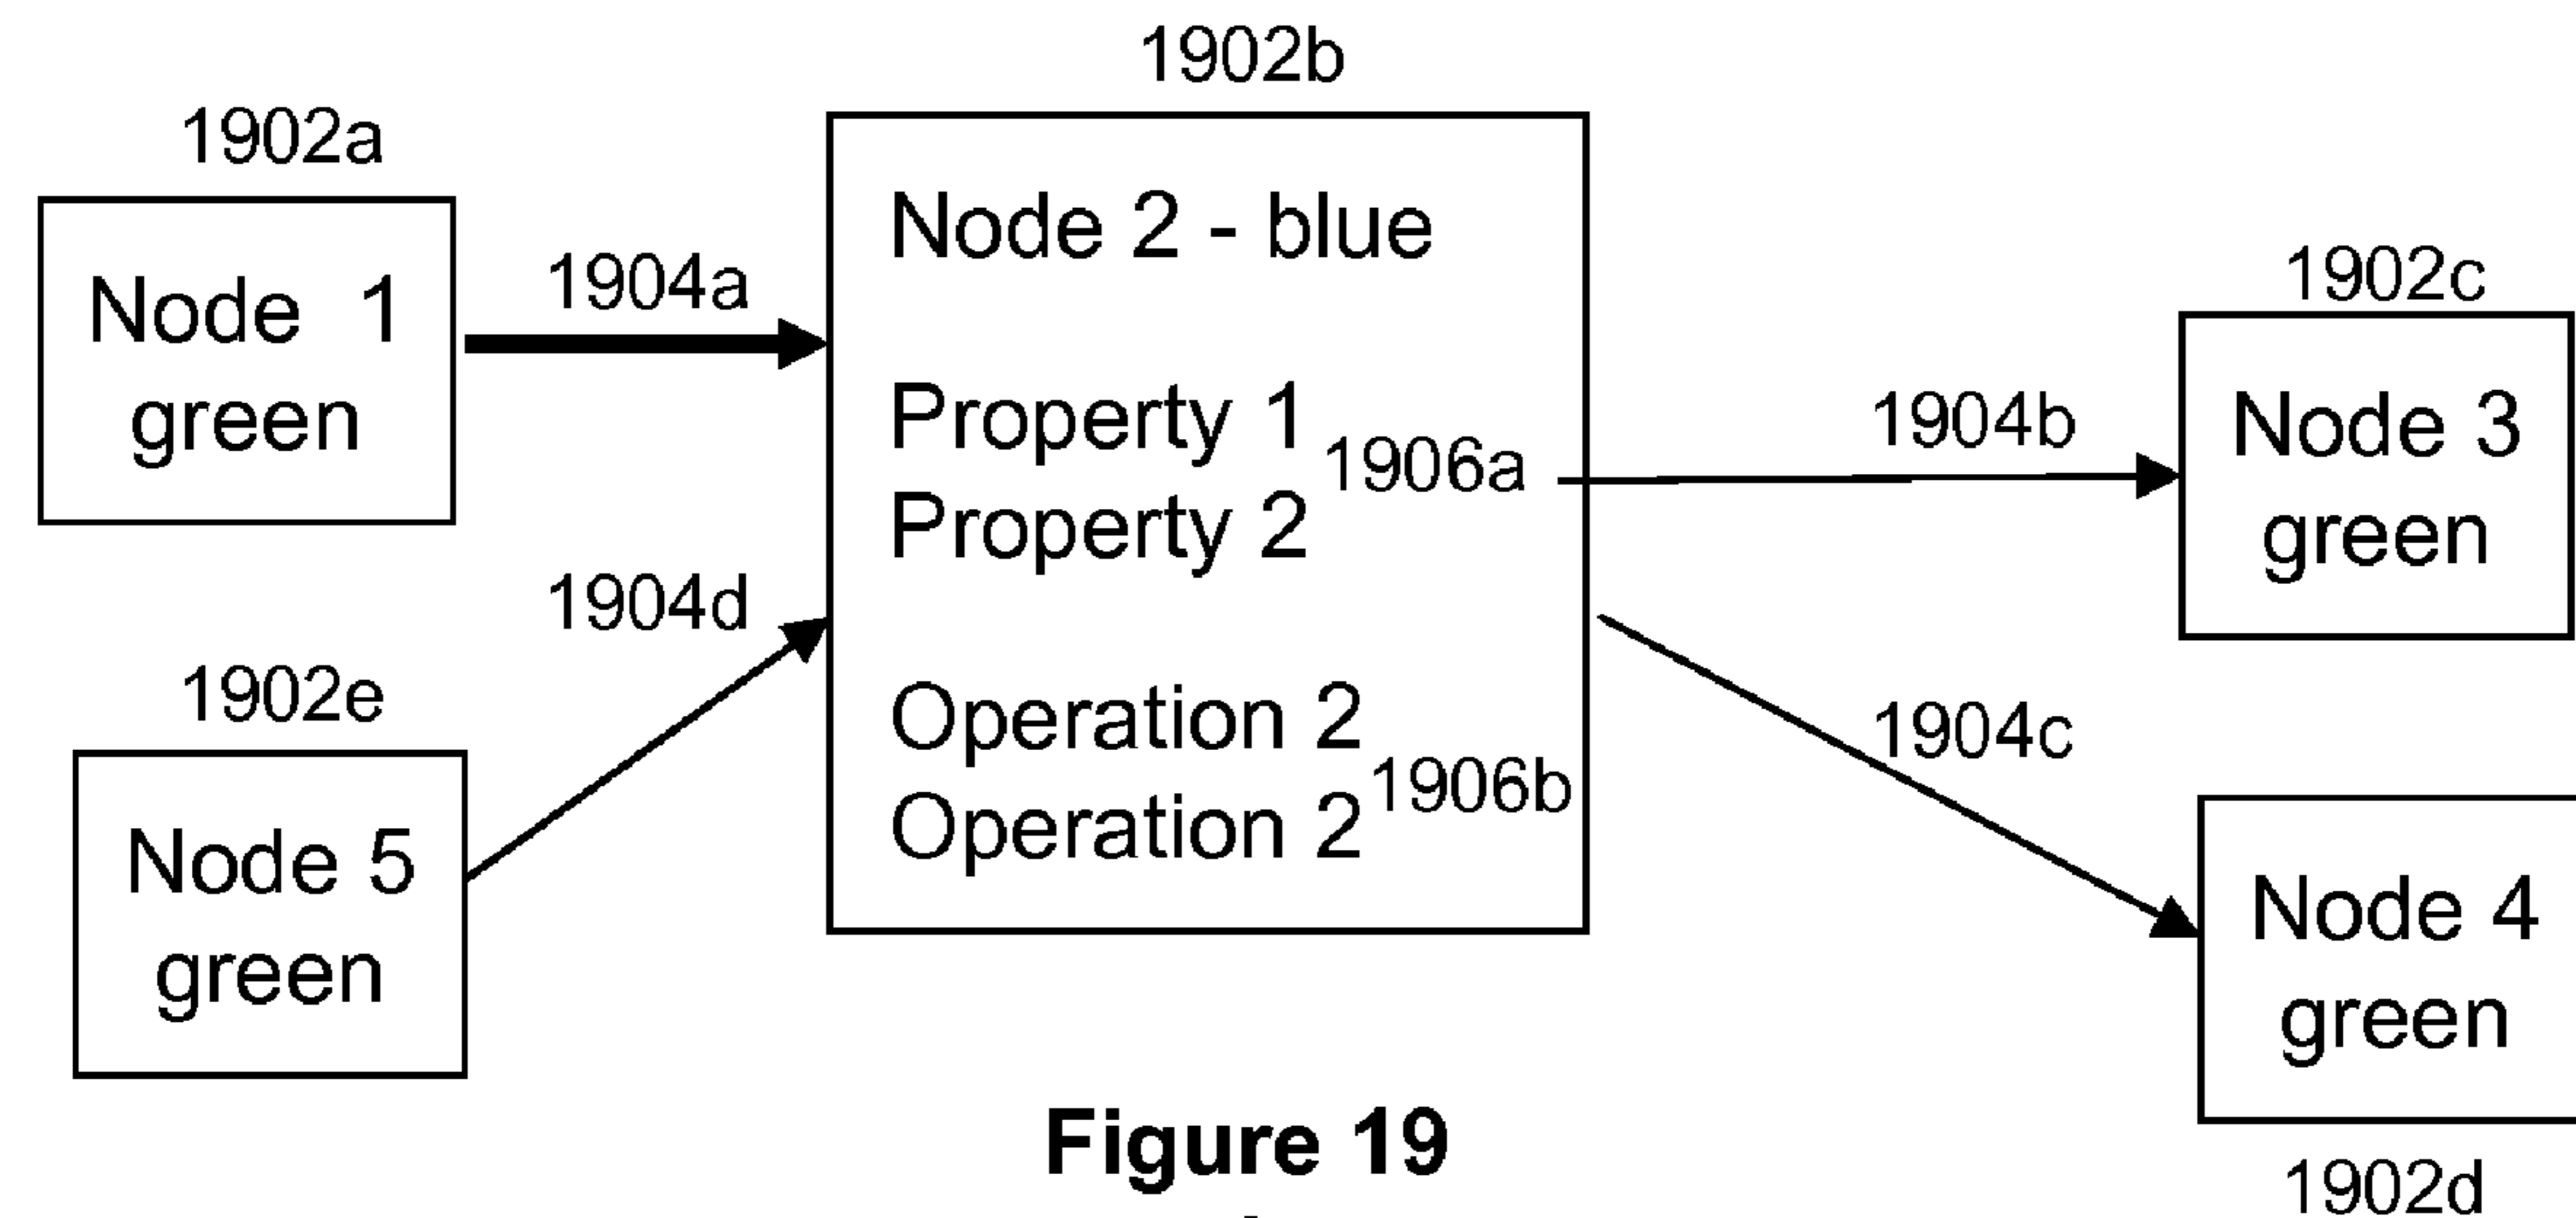 1902b
1902a
Node 1
green
1904a
Node 2 - blue
Property 1
1906a
Property 2
1904d
1902e
Node 5
green
Operation 2
1906b
Operation 2
1904b
1902c
Node 3
green
1904c
Node 4
green
1902d
Figure 19